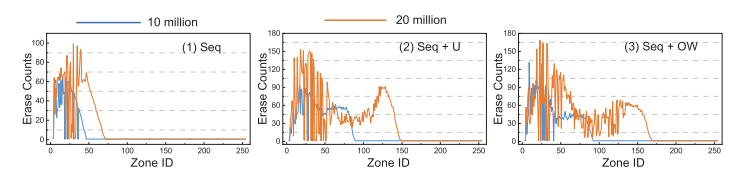 10 million
20 million
(1) Seq
Erase Counts
100
80
60
40
20
0
0 50 100 150 200 250
Zone ID
(2) Seq + U
Erase Counts
180
150
120
90
60
30
0
0 50 100 150 200 250
Zone ID
(3) Seq + OW
Erase Counts
180
150
120
90
60
30
0
0 50 100 150 200 250
Zone ID